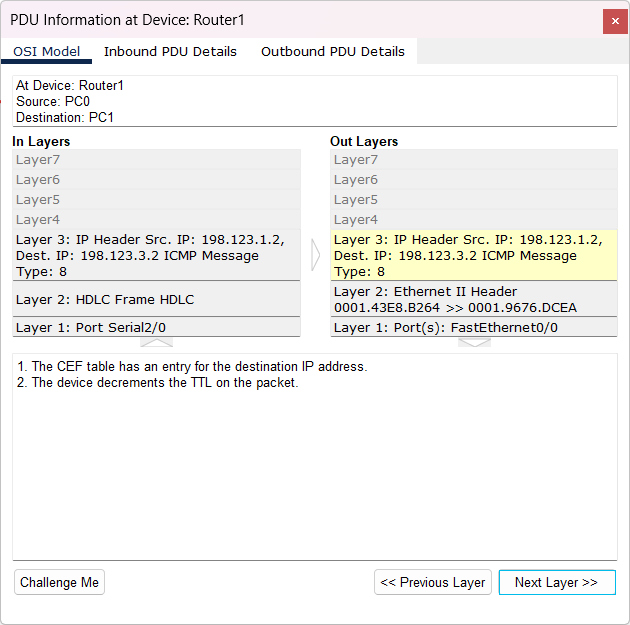 PDU Information at Device: Router1
OSI Model
Inbound PDU Details
Outbound PDU Details
At Device: Router1
Source: PC0
Destination: PC1
In Layers
Layer7
Layer6
Layer5
Layer4
Layer 3: IP Header Src. IP: 198.123.1.2,
Dest. IP: 198.123.3.2 ICMP Message
Type: 8
Layer 2: HDLC Frame HDLC
Layer 1: Port Serial2/0
Out Layers
Layer7
Layer6
Layer5
Layer4
Layer 3: IP Header Src. IP: 198.123.1.2,
Dest. IP: 198.123.3.2 ICMP Message
Type: 8
Layer 2: Ethernet II Header
0001.43E8.B264 >> 0001.9676.DCEA
Layer 1: Port(s): FastEthernet0/0
1. The CEF table has an entry for the destination IP address.
2. The device decrements the TTL on the packet.
Challenge Me
<< Previous Layer
Next Layer >>